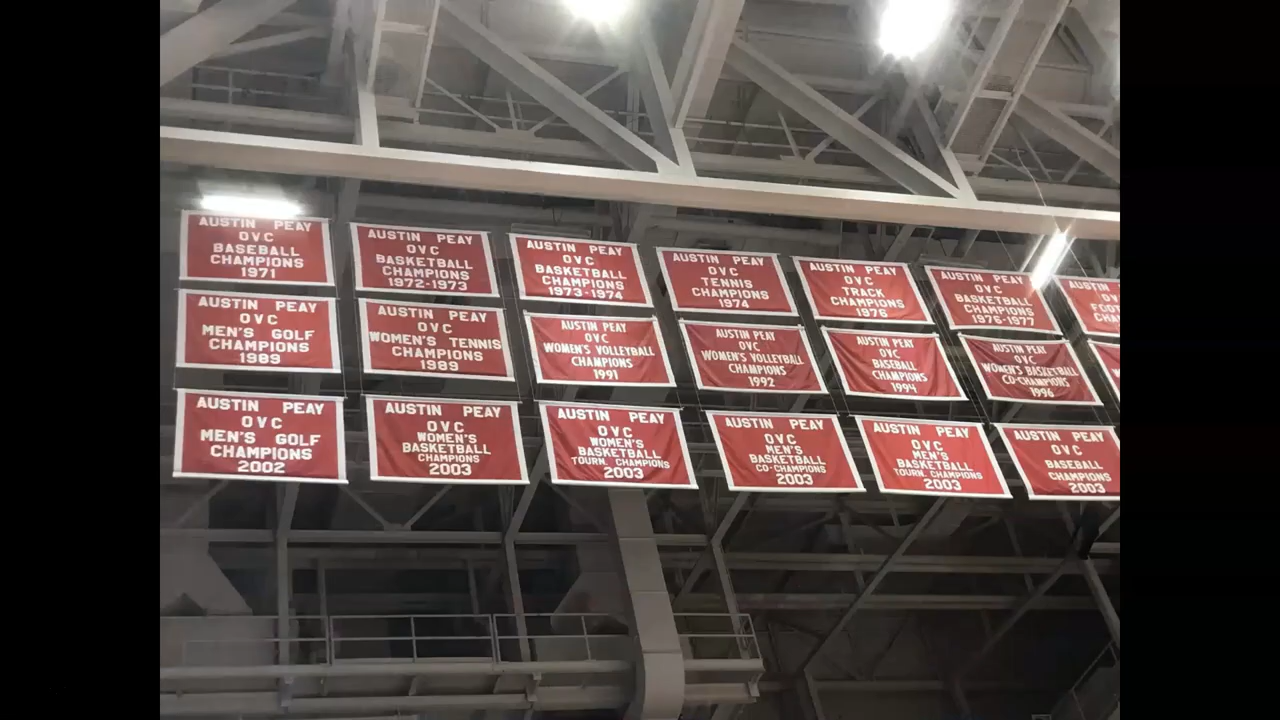 AUSTIN PEAY
OVC
BASEBALL
CHAMPIONS
1971
AUSTIN PEAY
OVC
BASKETBALL
CHAMPIONS
1972-1973
AUSTIN PEAY
OVC
BASKETBALL
CHAMPIONS
1973-1974
AUSTIN PEAY
OVC
TENNIS
CHAMPIONS
1974
AUSTIN PEAY
OVC
TRACK
CHAMPIONS
1976
AUSTIN PEAY
OVC
BASKETBALL
CHAMPIONS
1976-1977
AUSTIN PEAY
OVC
MEN'S GOLF
CHAMPIONS
1989
AUSTIN PEAY
OVC
WOMEN'S TENNIS
CHAMPIONS
1989
AUSTIN PEAY
OVC
WOMEN'S VOLLEYBALL
CHAMPIONS
1991
AUSTIN PEAY
OVC
WOMEN'S VOLLEYBALL
CHAMPIONS
1992
AUSTIN PEAY
OVC
BASEBALL
CHAMPIONS
1994
AUSTIN PEAY
OVC
WOMEN'S BASKETBALL
CO-CHAMPIONS
1996
AUSTIN PEAY
OVC
MEN'S GOLF
CHAMPIONS
2002
AUSTIN PEAY
OVC
WOMEN'S
BASKETBALL
CHAMPIONS
2003
AUSTIN PEAY
OVC
WOMEN'S
BASKETBALL
TOURN. CHAMPIONS
2003
AUSTIN PEAY
OVC
MEN'S
BASKETBALL
CO-CHAMPIONS
2003
AUSTIN PEAY
OVC
MEN'S
BASKETBALL
TOURN. CHAMPIONS
2003
AUSTIN PEAY
OVC
BASEBALL
CHAMPIONS
2003